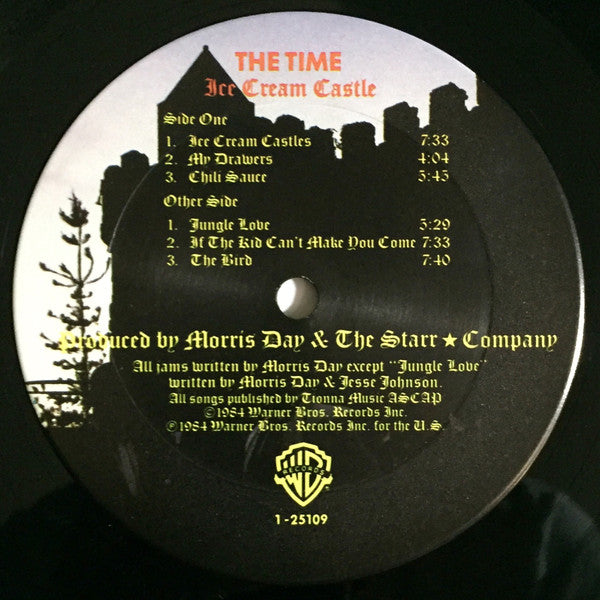 THE TIME
Ice Cream Castle
Side One
1. Ice Cream Castles 7:33
2. My Drawers 4:04
3. Chili Sauce 5:45
Other Side
1. Jungle Love 5:29
2. If The Kid Can't Make You Come 7:33
3. The Bird 7:40
Produced by Morris Day & The Starr ★ Company
All jams written by Morris Day except "Jungle Love"
written by Morris Day & Jesse Johnson.
All songs published by Tionna Music ASCAP
©1984 Warner Bros. Records Inc.
℗1984 Warner Bros. Records Inc. for the U.S.
WB
RECORDS
1-25109